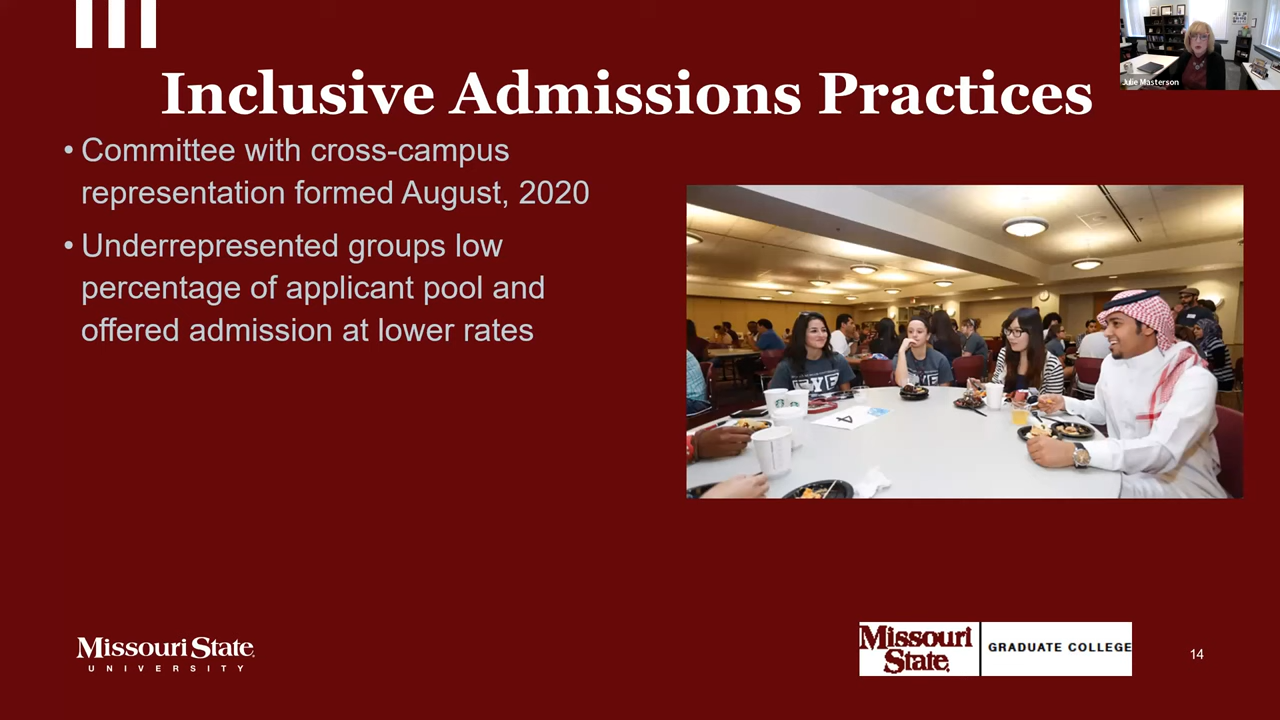 Julie Masterson
Inclusive Admissions Practices
• Committee with cross-campus
representation formed August, 2020
• Underrepresented groups low
percentage of applicant pool and
offered admission at lower rates
Missouri State
UNIVERSITY
Missouri
State
GRADUATE COLLEGE
14